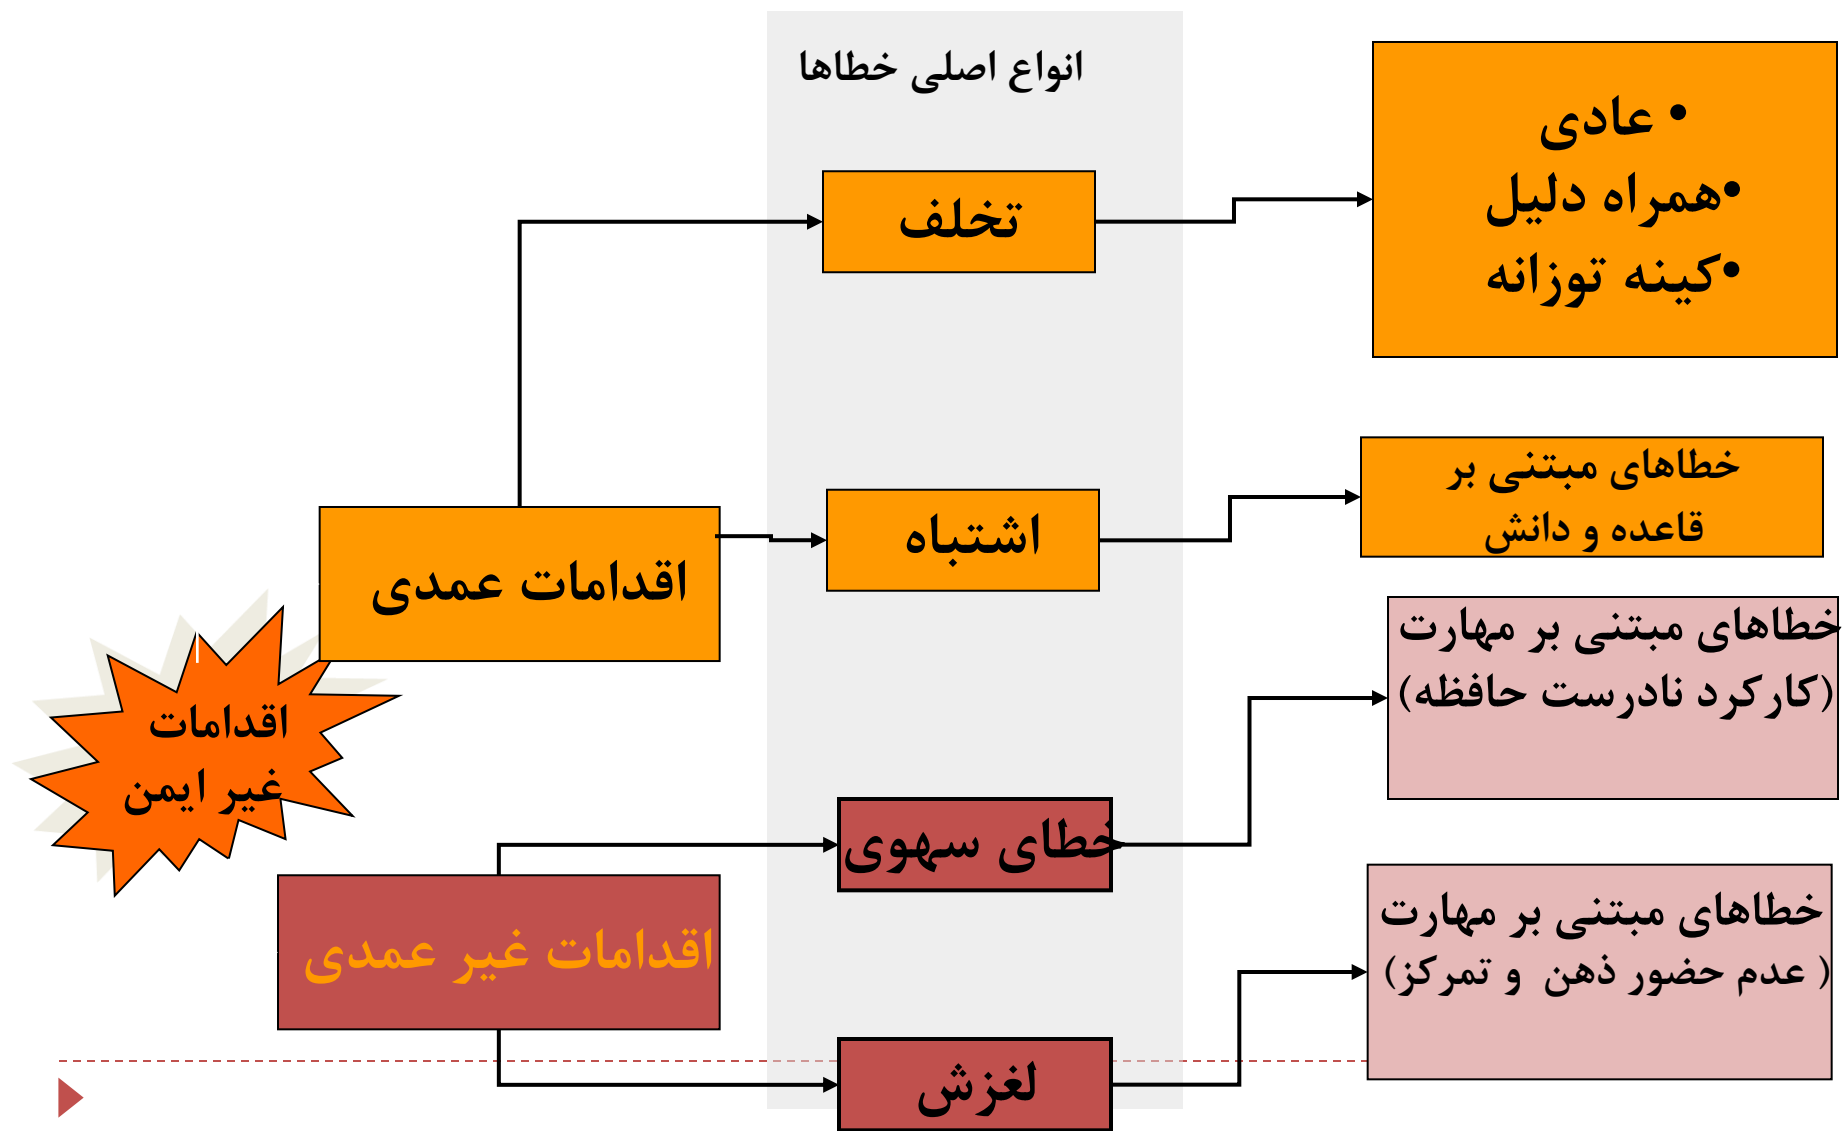 انواع اصلی خطاها
• عادی
•همراه دلیل
•کینه توزانه
تخلف
خطاهای مبتنی بر
قاعده و دانش
اشتباه
اقدامات عمدی
خطاهای مبتنی بر مهارت
(کارکرد نادرست حافظه)
اقدامات
غیر ایمن
خطای سهوی
خطاهای مبتنی بر مهارت
( عدم حضور ذهن و تمرکز)
اقدامات غیر عمدی
لغزش